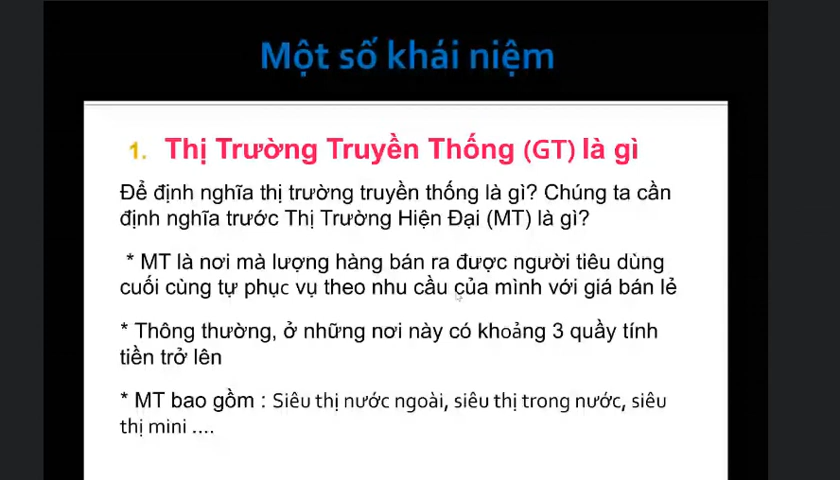 Một số khái niệm
1. Thị Trường Truyền Thống (GT) là gì
Để định nghĩa thị trường truyền thống là gì? Chúng ta cần
định nghĩa trước Thị Trường Hiện Đại (MT) là gì?
* MT là nơi mà lượng hàng bán ra được người tiêu dùng
cuối cùng tự phục vụ theo nhu cầu của mình với giá bán lẻ
* Thông thường, ở những nơi này có khoảng 3 quầy tính
tiền trở lên
* MT bao gồm : Siêu thị nước ngoài, siêu thị trong nước, siêu
thị mini ....